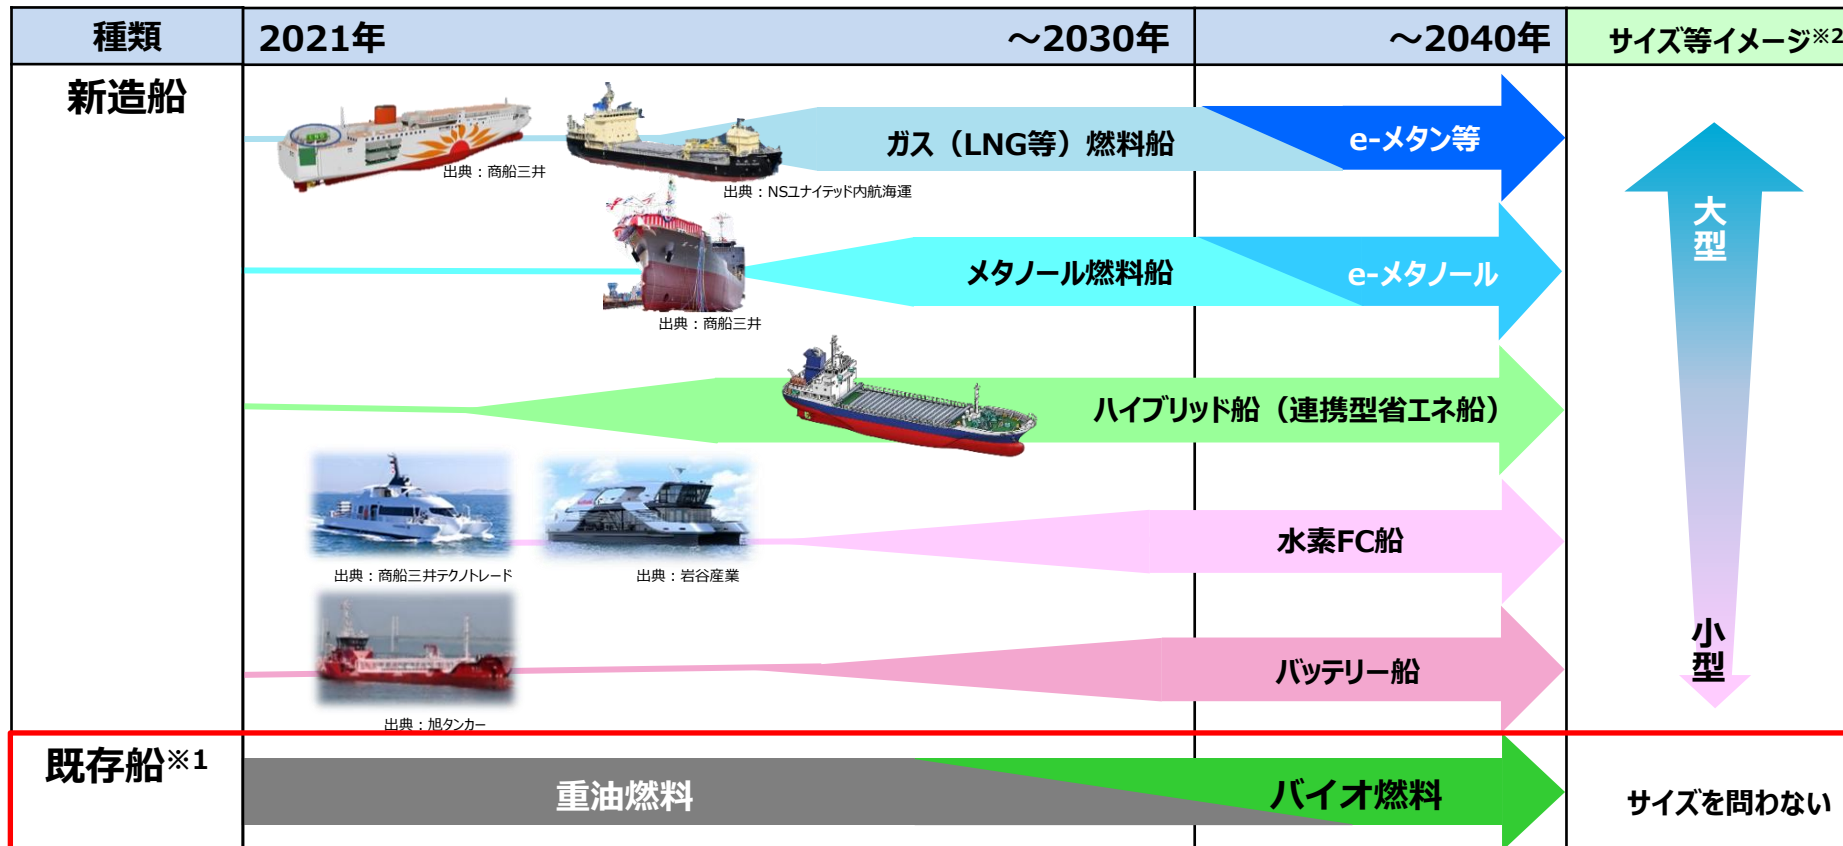 種類
2021年
～2030年
～2040年
サイズ等イメージ※2
新造船
ガス（LNG等）燃料船
e-メタン等
出典：商船三井
出典：NSユナイテッド内航海運
大型
メタノール燃料船
e-メタノール
出典：商船三井
ハイブリッド船（連携型省エネ船）
水素FC船
出典：商船三井テクノトレード
出典：岩谷産業
小型
バッテリー船
出典：旭タンカー
既存船※1
重油燃料
バイオ燃料
サイズを問わない